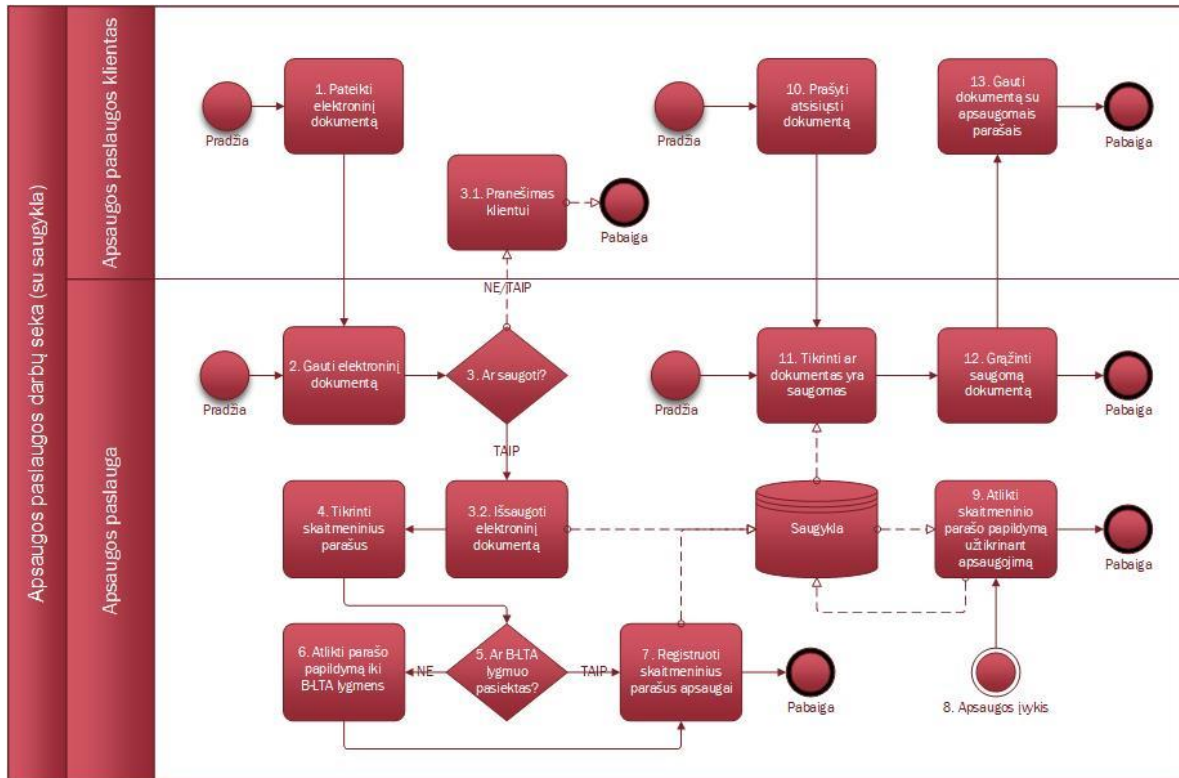 Apsaugos paslaugos darbų seka (su saugykla)
Apsaugos paslaugos klientas
Pradžia
1. Pateikti
elektroninį
dokumentą
3.1. Pranešimas
klientui
Pabaiga
Pradžia
10. Prašyti
atsisiųsti
dokumentą
13. Gauti
dokumentą su
apsaugomais
parašais
Pabaiga
Apsaugos paslauga
NE/TAIP
Pradžia
2. Gauti elektroninį
dokumentą
3. Ar saugoti?
TAIP
Pradžia
11. Tikrinti ar
dokumentas yra
saugomas
12. Grąžinti
saugomą
dokumentą
Pabaiga
4. Tikrinti
skaitmeninius
parašus
3.2. Išsaugoti
elektroninį
dokumentą
Saugykla
9. Atlikti
skaitmeninio
parašo papildymą
užtikrinant
apsaugojimą
Pabaiga
6. Atlikti parašo
papildymą iki
B-LTA lygmens
NE
5. Ar B-LTA
lygmuo
pasiektas?
TAIP
7. Registruoti
skaitmeninius
parašus apsaugai
Pabaiga
8. Apsaugos įvykis